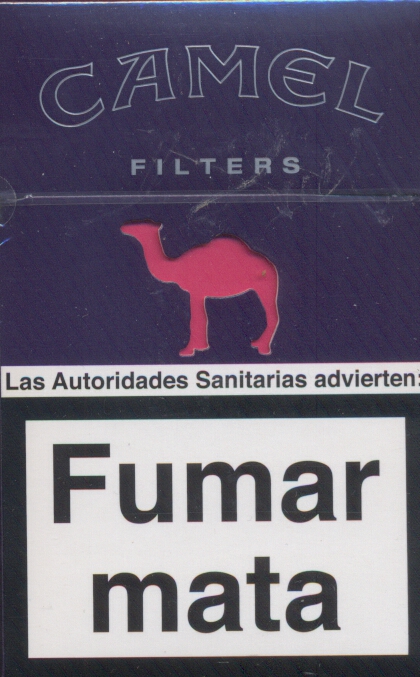 CAMEL
FILTERS
Las Autoridades Sanitarias advierten:
Fumar
mata